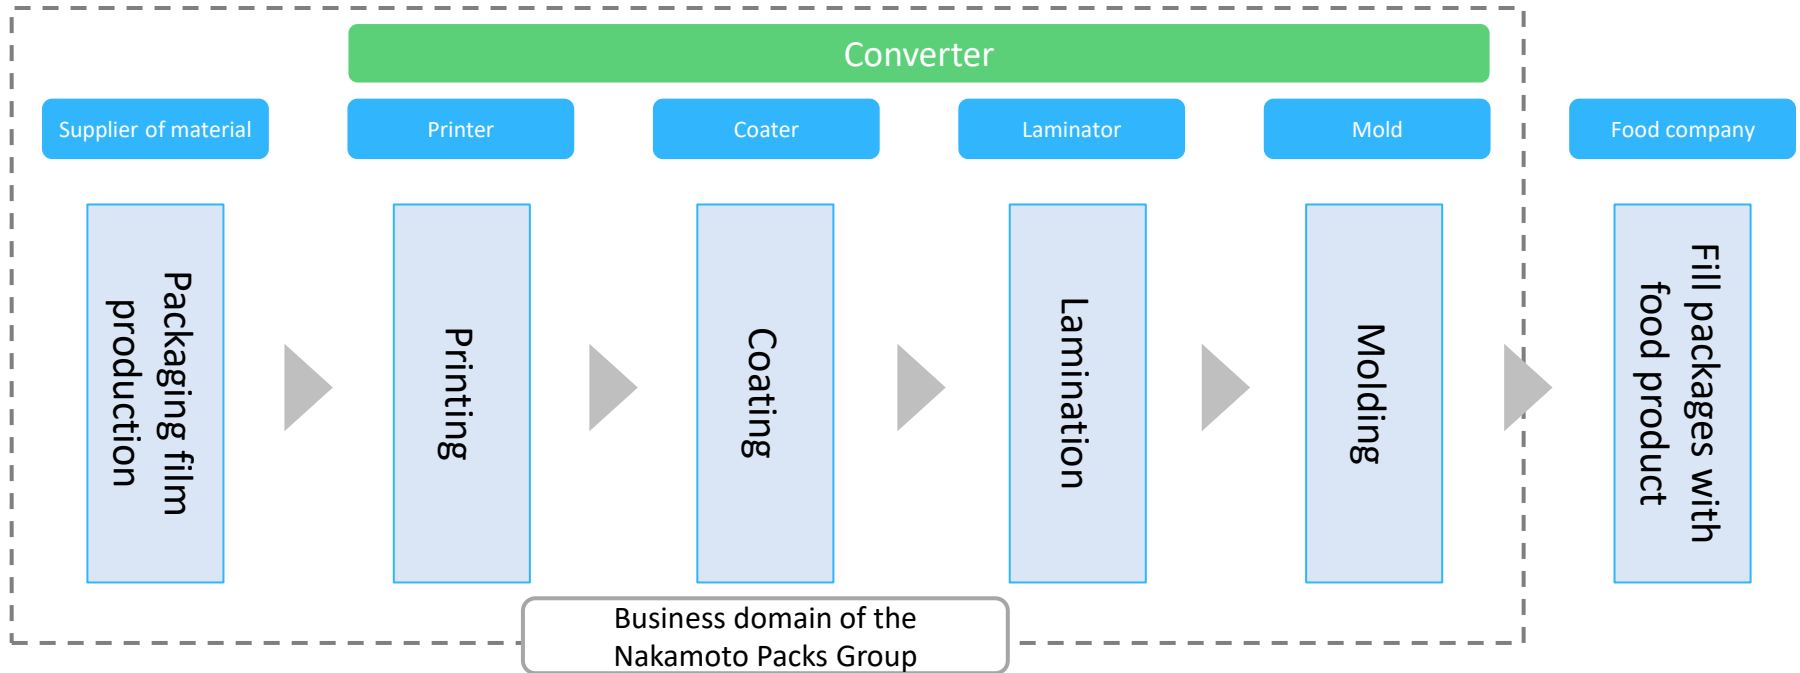 Converter
Supplier of material
Printer
Coater
Laminator
Mold
Food company
Packaging film
production
Printing
Coating
Lamination
Molding
Fill packages with
food product
Business domain of the
Nakamoto Packs Group